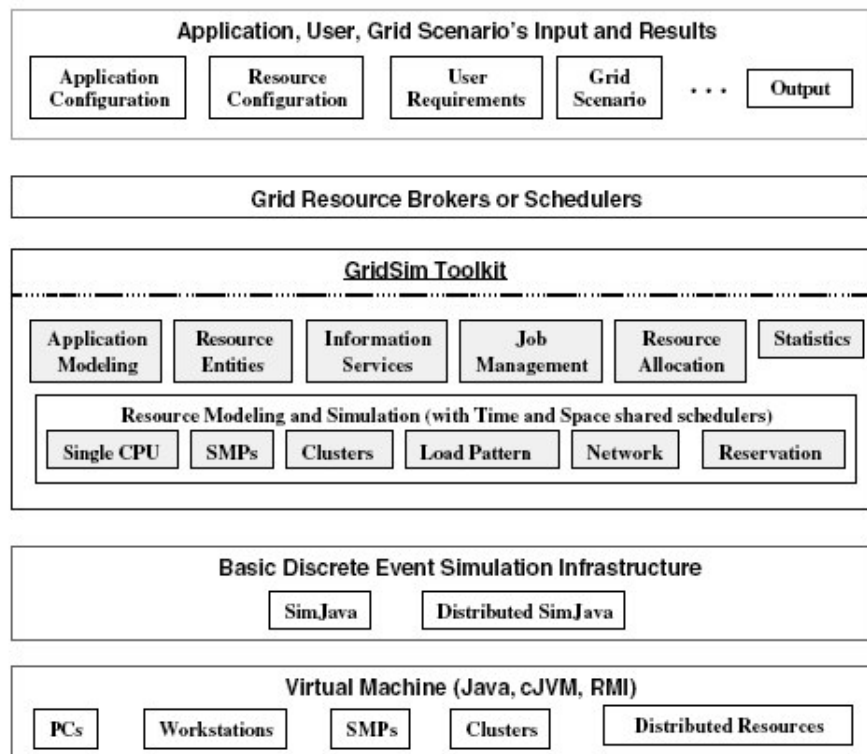 Application, User, Grid Scenario's Input and Results
Application
Configuration
Resource
Configuration
User
Requirements
Grid
Scenario
. . .
Output
Grid Resource Brokers or Schedulers
GridSim Toolkit
Application
Modeling
Resource
Entities
Information
Services
Job
Management
Resource
Allocation
Statistics
Resource Modeling and Simulation (with Time and Space shared schedulers)
Single CPU
SMPs
Clusters
Load Pattern
Network
Reservation
Basic Discrete Event Simulation Infrastructure
SimJava
Distributed SimJava
Virtual Machine (Java, cJVM, RMI)
PCs
Workstations
SMPs
Clusters
Distributed Resources